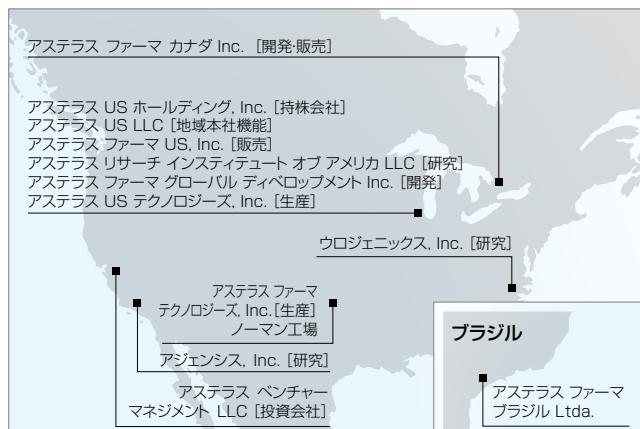 アステラス ファーマ カナダ Inc. [開発・販売]
アステラス US ホールディング, Inc. [持株会社]
アステラス US LLC [地域本社機能]
アステラス ファーマ US, Inc. [販売]
アステラス リサーチ インスティテュート オブ アメリカ LLC [研究]
アステラス ファーマ グローバル ディベロップメント Inc. [開発]
アステラス US テクノロジーズ, Inc. [生産]
ウロジェニックス, Inc. [研究]
アステラス ファーマ
テクノロジーズ, Inc. [生産]
ノーマン工場
アジェンシス, Inc. [研究]
アステラス ベンチャー
マネジメント LLC [投資会社]
ブラジル
アステラス ファーマ
ブラジル Ltda.